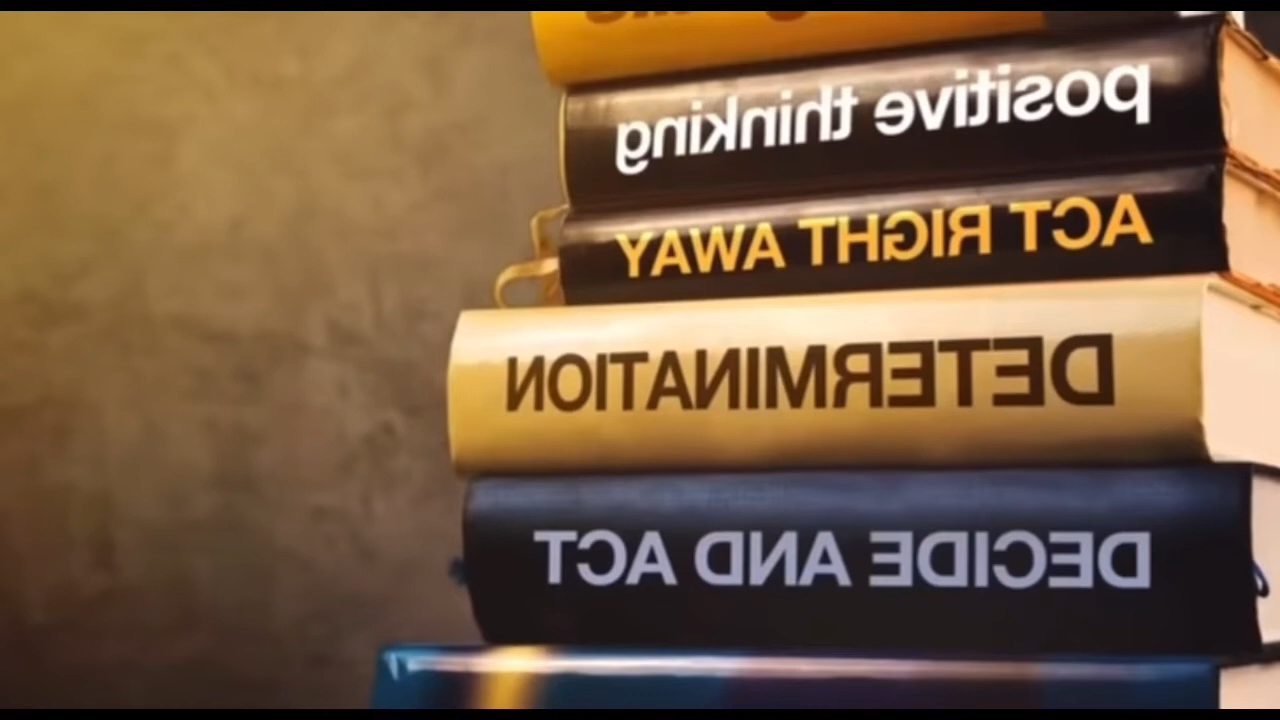 positive thinking
ACT RIGHT AWAY
DETERMINATION
DECIDE AND ACT